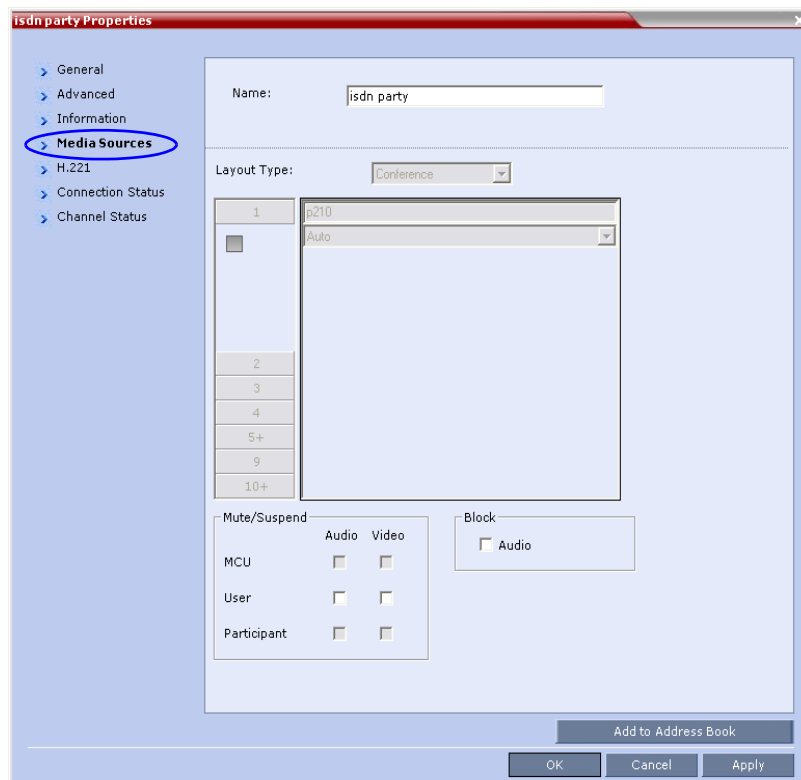 isdn party Properties
General
Advanced
Information
Media Sources
H.221
Connection Status
Channel Status
Name: isdn party
Layout Type: Conference
1
p210
Auto
2
3
4
5+
9
10+
Mute/Suspend
Audio Video
MCU
User
Participant
Block
Audio
Add to Address Book
OK Cancel Apply